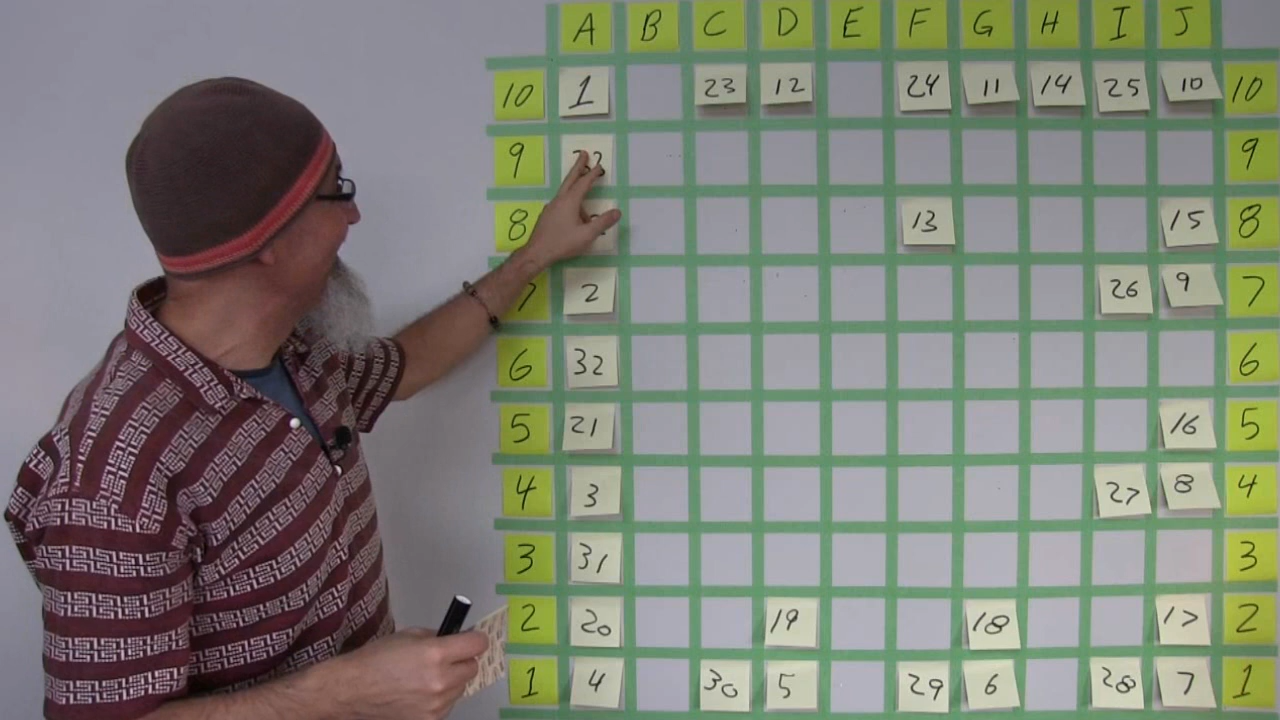 A B C D E F G H I J
10 1 23 12 24 11 14 25 10 10
9 9
8 13 15 8
7 2 26 9 7
6 32 6
5 21 16 5
4 3 27 8 4
3 31 3
2 20 19 18 17 2
1 4 30 5 29 6 28 7 1